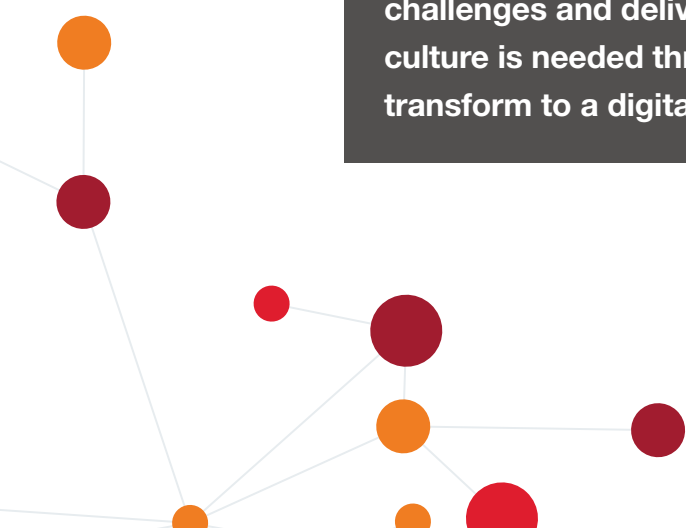 challenges and deliv
culture is needed thr
transform to a digita